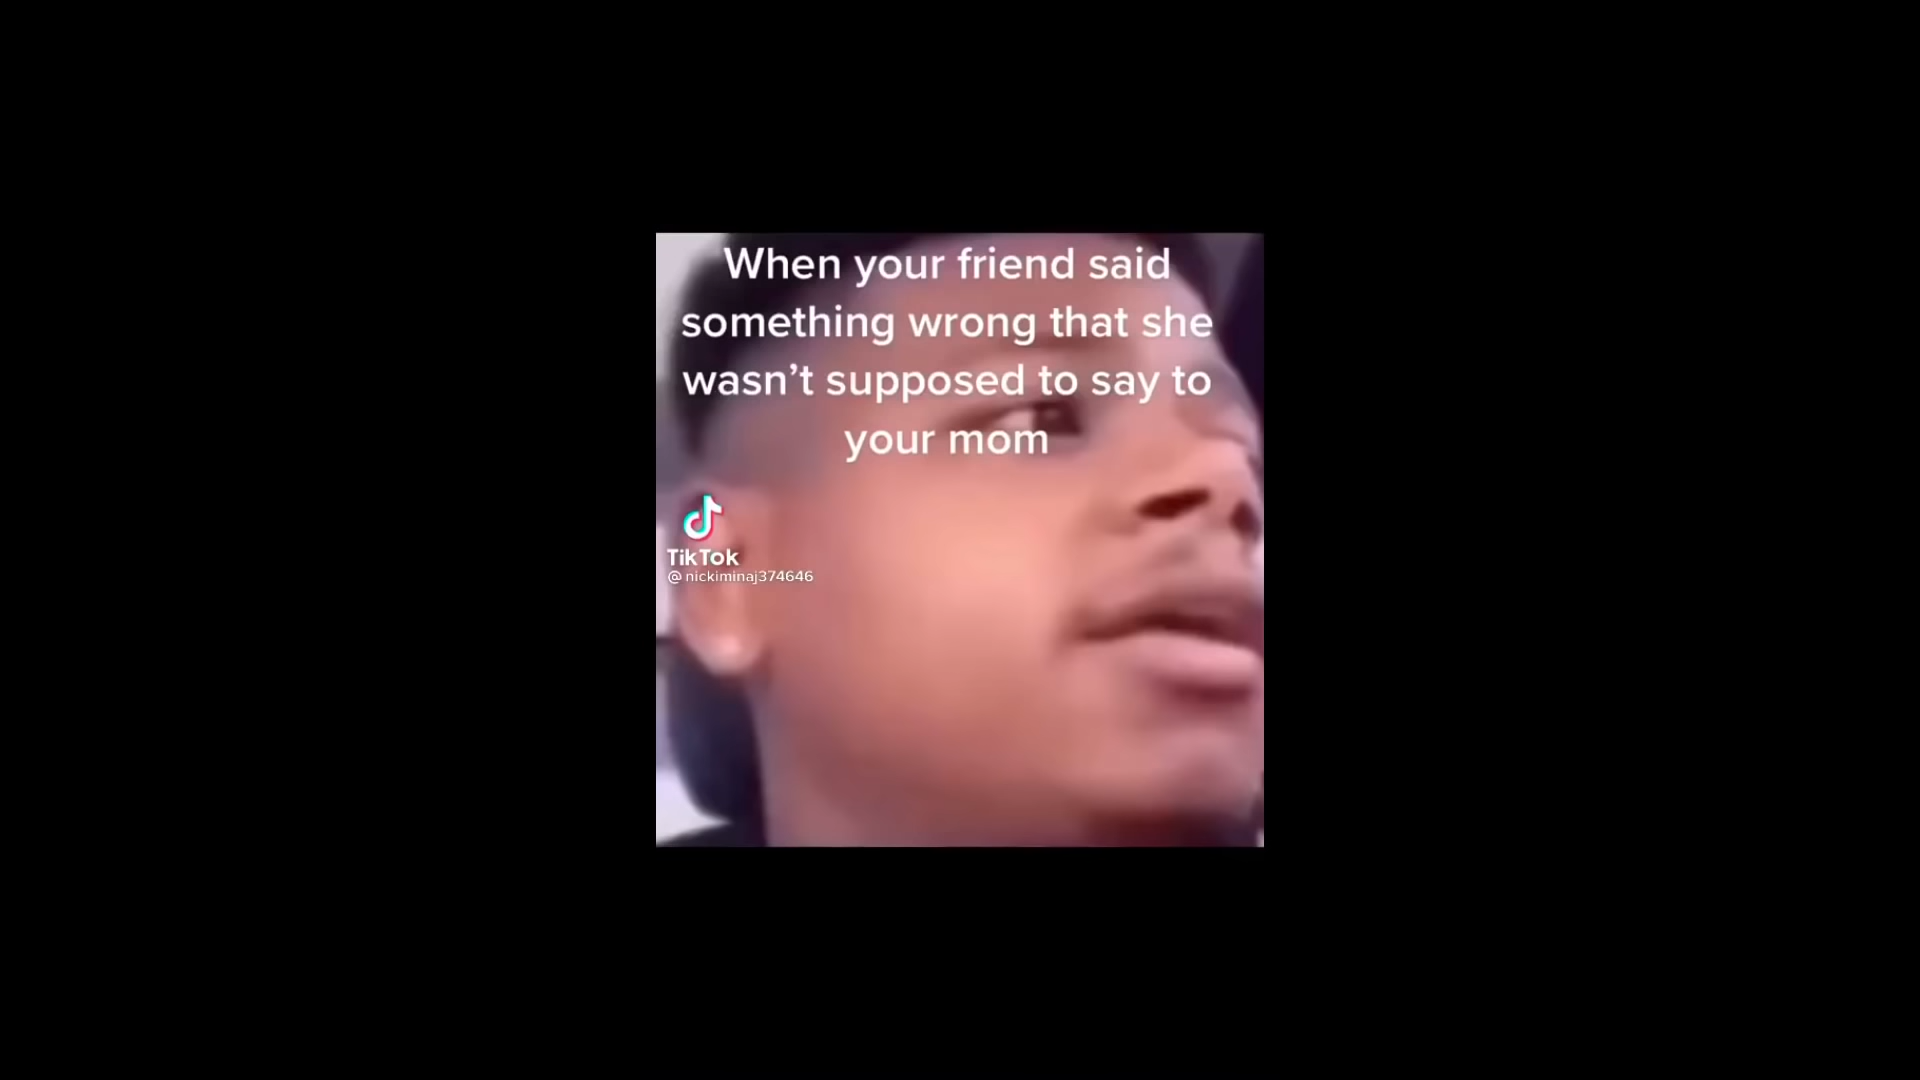 When your friend said
something wrong that she
wasn’t supposed to say to
your mom
TikTok
@nickiminaj374646